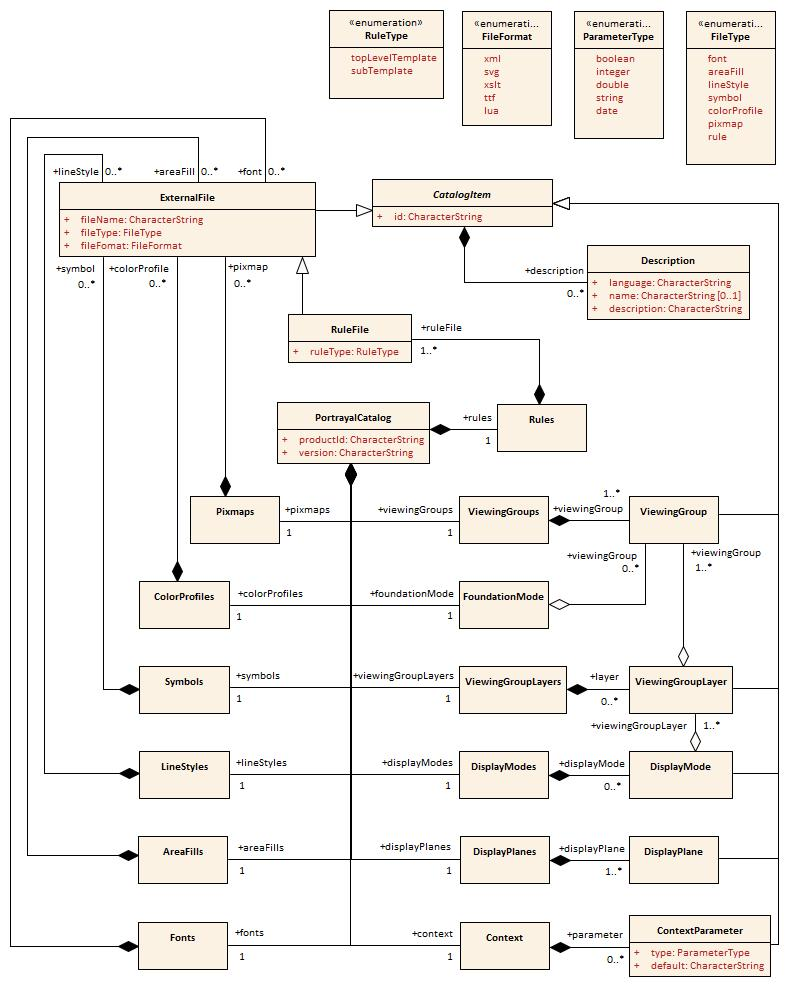 «enumeration»
RuleType
topLevelTemplate
subTemplate
«enumerati...
FileFormat
xml
svg
xslt
ttf
lua
«enumerati...
ParameterType
boolean
integer
double
string
date
«enumerati...
FileType
font
areaFill
lineStyle
symbol
colorProfile
pixmap
rule
+lineStyle 0..*
+areaFill 0..*
+font 0..*
ExternalFile
+ fileName: CharacterString
+ fileType: FileType
+ fileFomat: FileFormat
CatalogItem
+ id: CharacterString
+symbol
0..*
+colorProfile
0..*
+pixmap
0..*
+description
0..*
Description
+ language: CharacterString
+ name: CharacterString [0..1]
+ description: CharacterString
RuleFile
+ ruleType: RuleType
+ruleFile
1..*
PortrayalCatalog
+ productId: CharacterString
+ version: CharacterString
+rules
1
Rules
Pixmaps
+pixmaps
1
+viewingGroups
1
ViewingGroups
1..*
+viewingGroup
ViewingGroup
+viewingGroup
0..*
+viewingGroup
1..*
ColorProfiles
+colorProfiles
1
+foundationMode
1
FoundationMode
Symbols
+symbols
1
+viewingGroupLayers
1
ViewingGroupLayers
+layer
0..*
ViewingGroupLayer
+viewingGroupLayer
1..*
LineStyles
+lineStyles
1
+displayModes
1
DisplayModes
+displayMode
0..*
DisplayMode
AreaFills
+areaFills
1
+displayPlanes
1
DisplayPlanes
+displayPlane
1..*
DisplayPlane
Fonts
+fonts
1
+context
1
Context
+parameter
0..*
ContextParameter
+ type: ParameterType
+ default: CharacterString